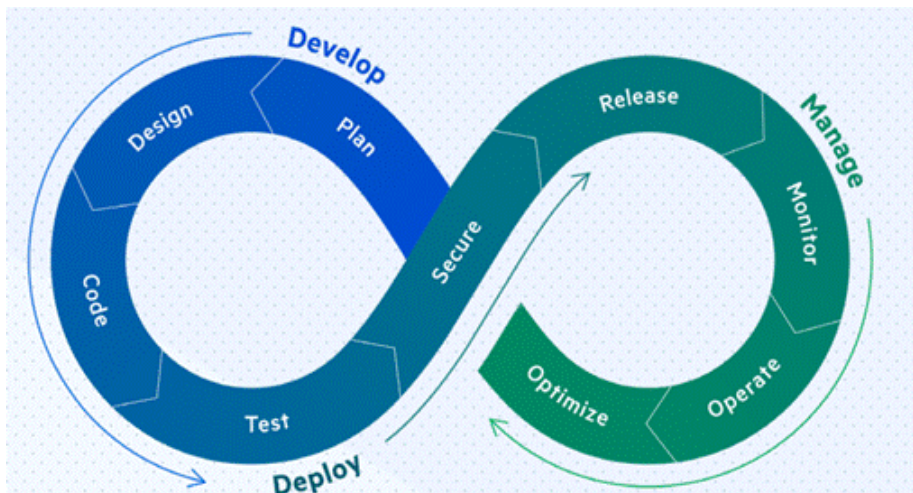 Develop
Plan
Design
Code
Test
Deploy
Secure
Release
Manage
Monitor
Operate
Optimize